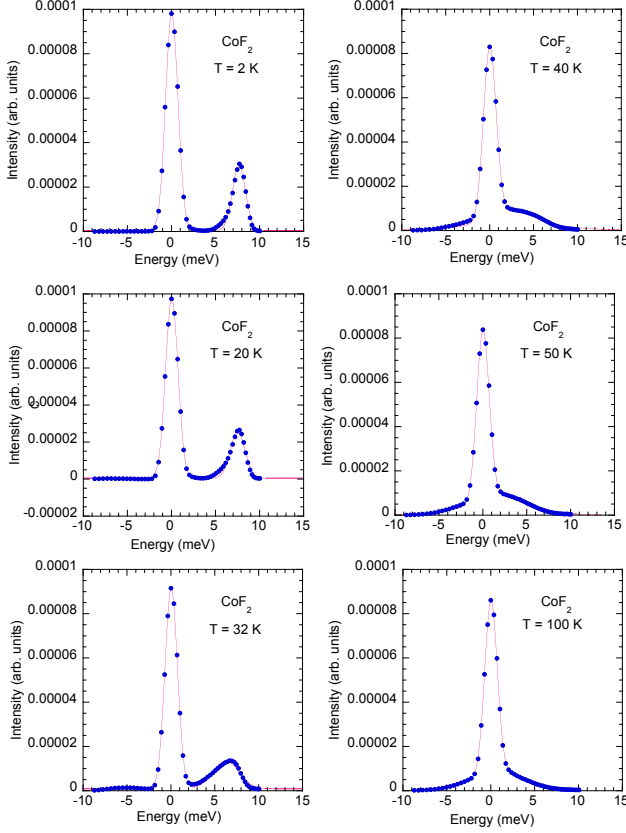 0.0001
0.00008
0.00006
0.00004
0.00002
0
-10 -5 0 5 10 15
Energy (meV)
Intensity (arb. units)
CoF2
T = 2 K
0.0001
0.00008
0.00006
0.00004
0.00002
0
-10 -5 0 5 10 15
Energy (meV)
Intensity (arb. units)
CoF2
T = 40 K
0.0001
0.00008
0.00006
0.00004
0.00002
0
-0.00002
-10 -5 0 5 10 15
Energy (meV)
Intensity (arb. units)
CoF2
T = 20 K
0.0001
0.00008
0.00006
0.00004
0.00002
0
-10 -5 0 5 10 15
Energy (meV)
Intensity (arb. units)
CoF2
T = 50 K
0.0001
0.00008
0.00006
0.00004
0.00002
0
-10 -5 0 5 10 15
Energy (meV)
Intensity (arb. units)
CoF2
T = 32 K
0.0001
0.00008
0.00006
0.00004
0.00002
0
-10 -5 0 5 10 15
Energy (meV)
Intensity (arb. units)
CoF2
T = 100 K